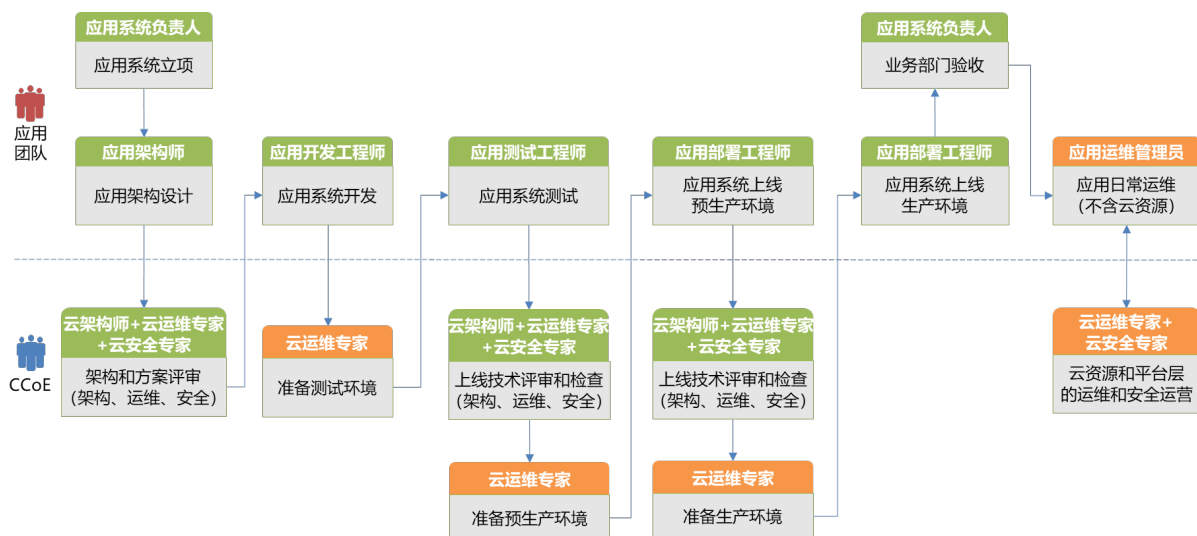 应用
团队
应用系统负责人
应用系统立项
应用架构师
应用架构设计
应用开发工程师
应用系统开发
应用测试工程师
应用系统测试
应用部署工程师
应用系统上线
预生产环境
应用系统负责人
业务部门验收
应用部署工程师
应用系统上线
生产环境
应用运维管理员
应用日常运维
（不含云资源）
CCoE
云架构师+云运维专家
+云安全专家
架构和方案评审
（架构、运维、安全）
云运维专家
准备测试环境
云架构师+云运维专家
+云安全专家
上线技术评审和检查
（架构、运维、安全）
云运维专家
准备预生产环境
云架构师+云运维专家
+云安全专家
上线技术评审和检查
（架构、运维、安全）
云运维专家
准备生产环境
云运维专家+
云安全专家
云资源和平台层
的运维和安全运营